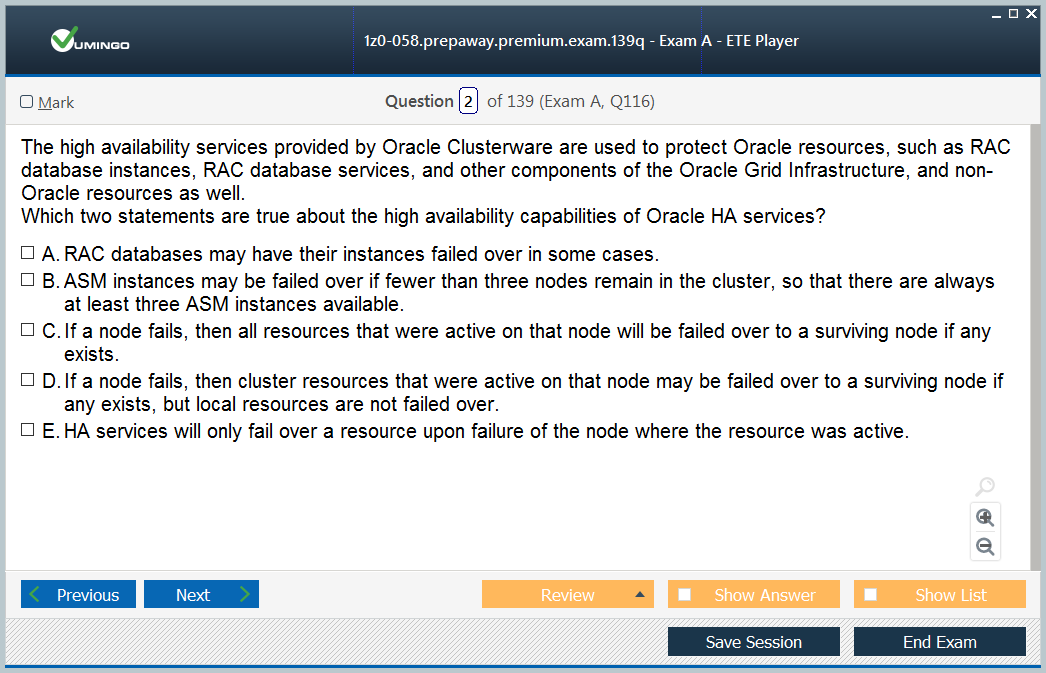 VUMINGO
1z0-058.prepaway.premium.exam.139q - Exam A - ETE Player
Mark
Question 2 of 139 (Exam A, Q116)
The high availability services provided by Oracle Clusterware are used to protect Oracle resources, such as RAC
database instances, RAC database services, and other components of the Oracle Grid Infrastructure, and non-
Oracle resources as well.
Which two statements are true about the high availability capabilities of Oracle HA services?
A. RAC databases may have their instances failed over in some cases.
B. ASM instances may be failed over if fewer than three nodes remain in the cluster, so that there are always
at least three ASM instances available.
C. If a node fails, then all resources that were active on that node will be failed over to a surviving node if any
exists.
D. If a node fails, then cluster resources that were active on that node may be failed over to a surviving node if
any exists, but local resources are not failed over.
E. HA services will only fail over a resource upon failure of the node where the resource was active.
Previous
Next
Review
Show Answer
Show List
Save Session
End Exam